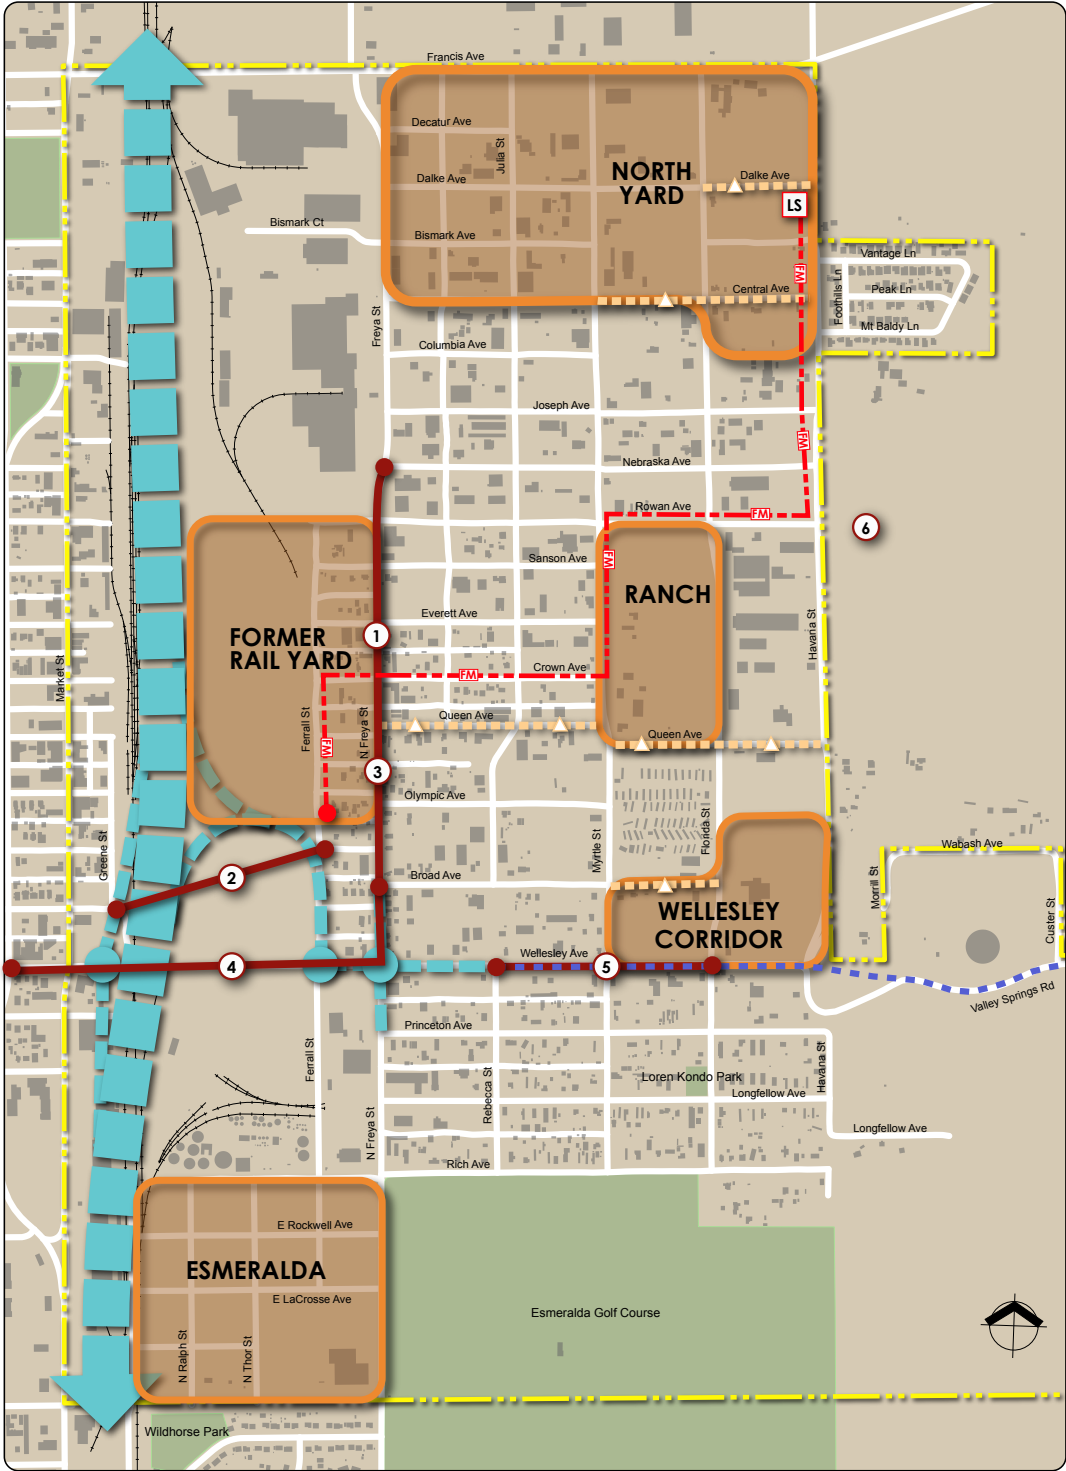 Francis Ave
Decatur Ave
Julia St
NORTH
YARD
Dalke Ave
Dalke Ave
LS
Bismark Ct
Bismark Ave
Vantage Ln
FM
Foothills Ln
Peak Ln
Central Ave
Mt Baldy Ln
Freya St
Columbia Ave
Joseph Ave
FM
Nebraska Ave
Rowan Ave
FM
6
Sanson Ave
FM
RANCH
Everett Ave
1
FORMER
RAIL YARD
Havaria St
Market St
Crown Ave
FM
Ferrall St
N Freya St
Queen Ave
Queen Ave
FM
3
Olympic Ave
Myrtle St
Florida St
Greene St
Wabash Ave
2
Broad Ave
Morrill St
Custer St
WELLESLEY
CORRIDOR
Wellesley Ave
4
5
Valley Springs Rd
Princeton Ave
Ferrall St
Havana St
Rebecca St
Loren Kondo Park
Longfellow Ave
N Freya St
Longfellow Ave
Rich Ave
E Rockwell Ave
ESMERALDA
E LaCrosse Ave
Esmeralda Golf Course
N Ralph St
N Thor St
Wildhorse Park